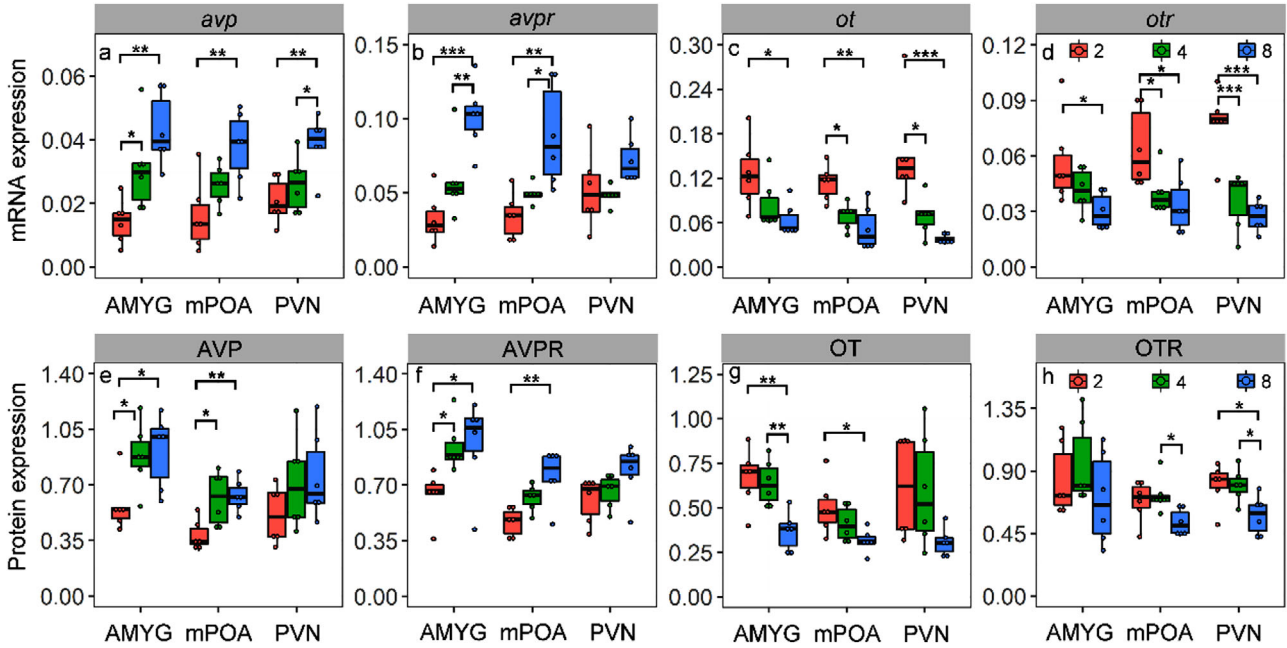 avp avpr ot otr
mRNA expression
a b c d 2 4 8
0.06 0.15 0.30 0.12
0.04 0.10 0.24 0.09
0.02 0.05 0.18 0.06
0.00 0.00 0.12 0.03
0.06 0.00
0.00
** ** ** *** ** ** * * * ** *** * * * * *** *** *
AMYG mPOA PVN AMYG mPOA PVN AMYG mPOA PVN AMYG mPOA PVN
AVP AVPR OT OTR
Protein expression
e f g h 2 4 8
1.40 1.40 1.25 1.35
1.05 1.05 1.00 0.90
0.70 0.70 0.75 0.45
0.35 0.35 0.50 0.00
0.00 0.00 0.25
0.00
* * ** * * * ** ** ** * * * *
AMYG mPOA PVN AMYG mPOA PVN AMYG mPOA PVN AMYG mPOA PVN